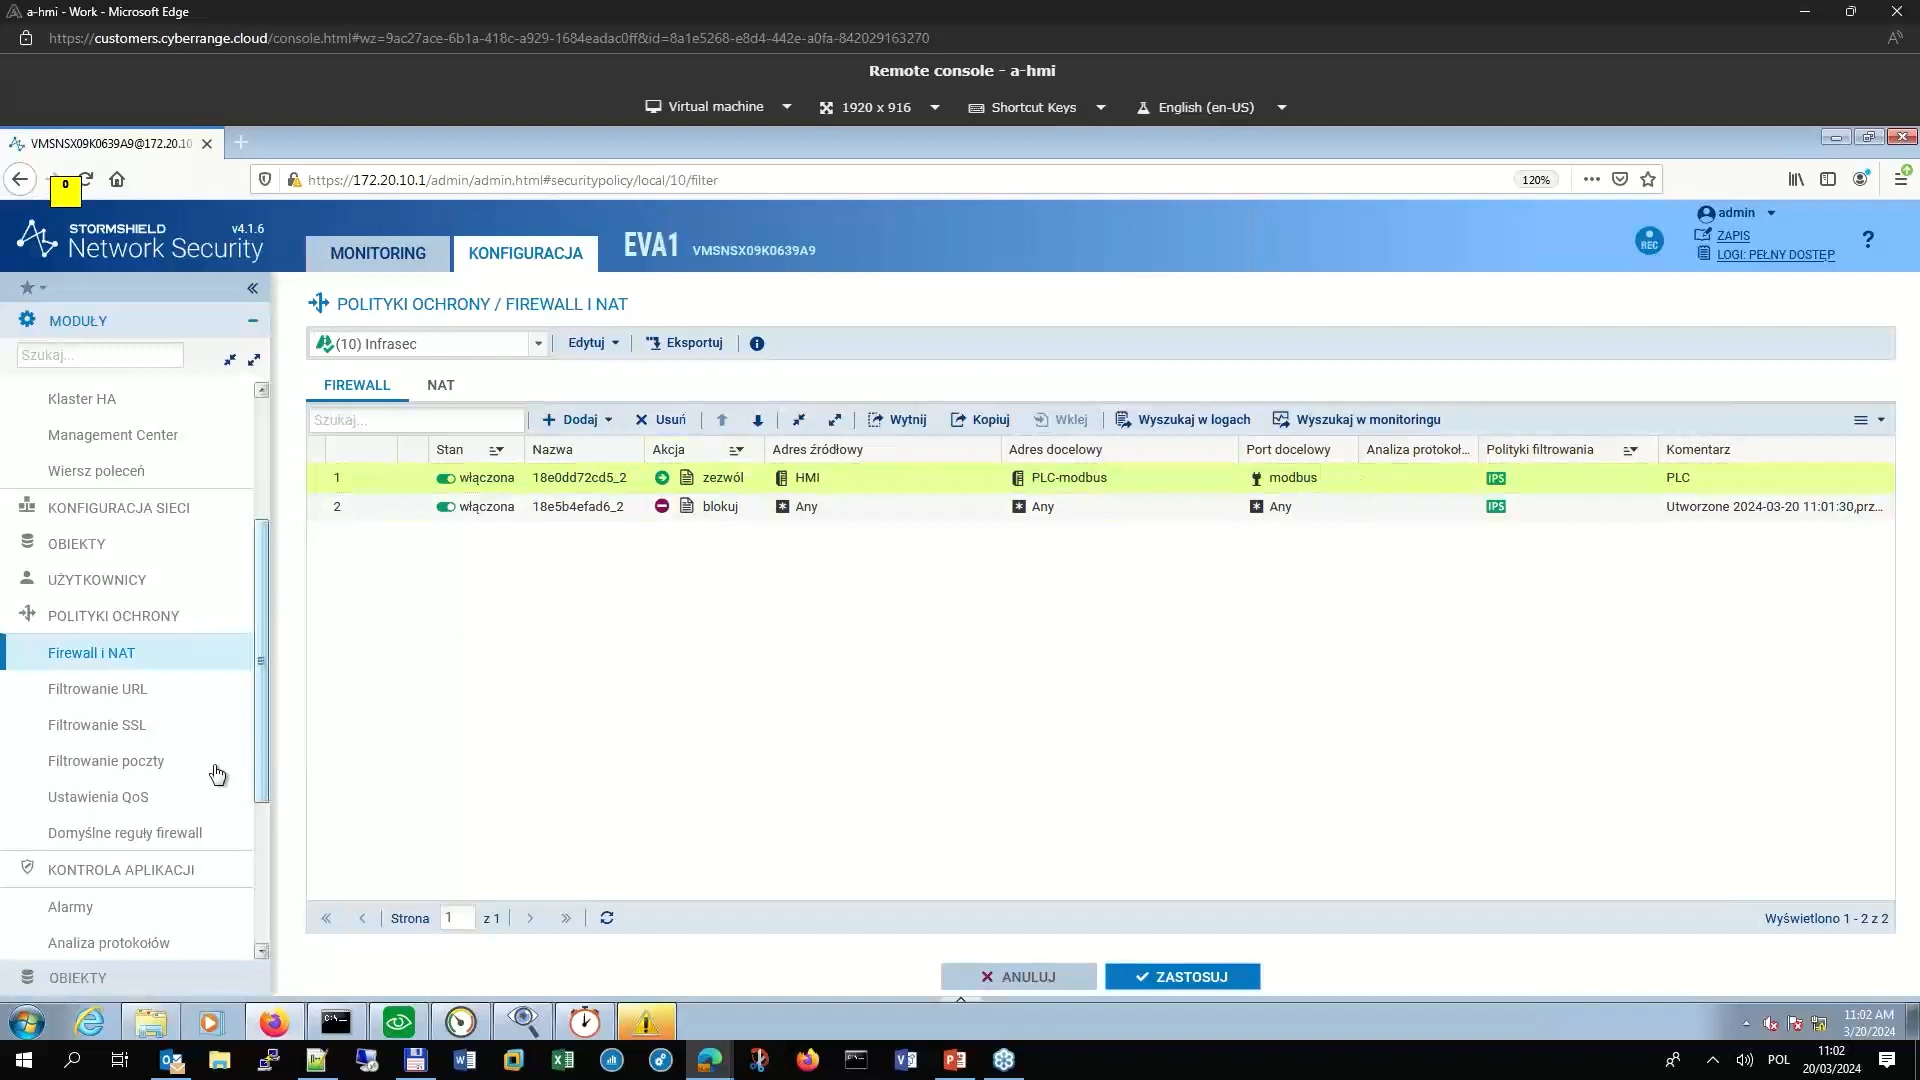 a-hmi - Work - Microsoft Edge
https://customers.cyberrange.cloud/console.html#wz=9ac27ace-6b1a-418c-a929-1684eadac0ff&id=8a1e5268-e8d4-442e-a0fa-842029163270
Remote console - a-hmi
Virtual machine 1920 x 916 Shortcut Keys English (en-US)
VMSNSX09K0639A9@172.20.10
0
https://172.20.10.1/admin/admin.html#securitypolicy/local/10/filter 120%
STORMSHIELD v4.1.6
Network Security
MONITORING KONFIGURACJA EVA1 VMSNSX09K0639A9
REC
admin
ZAPIS
LOGI: PEŁNY DOSTĘP
?
MODUŁY
Szukaj...
Klaster HA
Management Center
Wiersz poleceń
KONFIGURACJA SIECI
OBIEKTY
UŻYTKOWNICY
POLITYKI OCHRONY
Firewall i NAT
Filtrowanie URL
Filtrowanie SSL
Filtrowanie poczty
Ustawienia QoS
Domyślne reguły firewall
KONTROLA APLIKACJI
Alarmy
Analiza protokołów
OBIEKTY
POLITYKI OCHRONY / FIREWALL I NAT
(10) Infrasec Edytuj Eksportuj
FIREWALL NAT
Szukaj... Dodaj Usuń Wytnij Kopiuj Wklej Wyszukaj w logach Wyszukaj w monitoringu
Stan Nazwa Akcja Adres źródłowy Adres docelowy Port docelowy Analiza protokoł... Polityki filtrowania Komentarz
1 włączona 18e0dd72cd5_2 zezwól HMI PLC-modbus modbus IPS PLC
2 włączona 18e5b4efad6_2 blokuj Any Any Any IPS Utworzone 2024-03-20 11:01:30,prz...
Strona 1 z 1 Wyświetlono 1 - 2 z 2
ANULUJ ZASTOSUJ
11:02 AM
3/20/2024
POL
11:02
20/03/2024